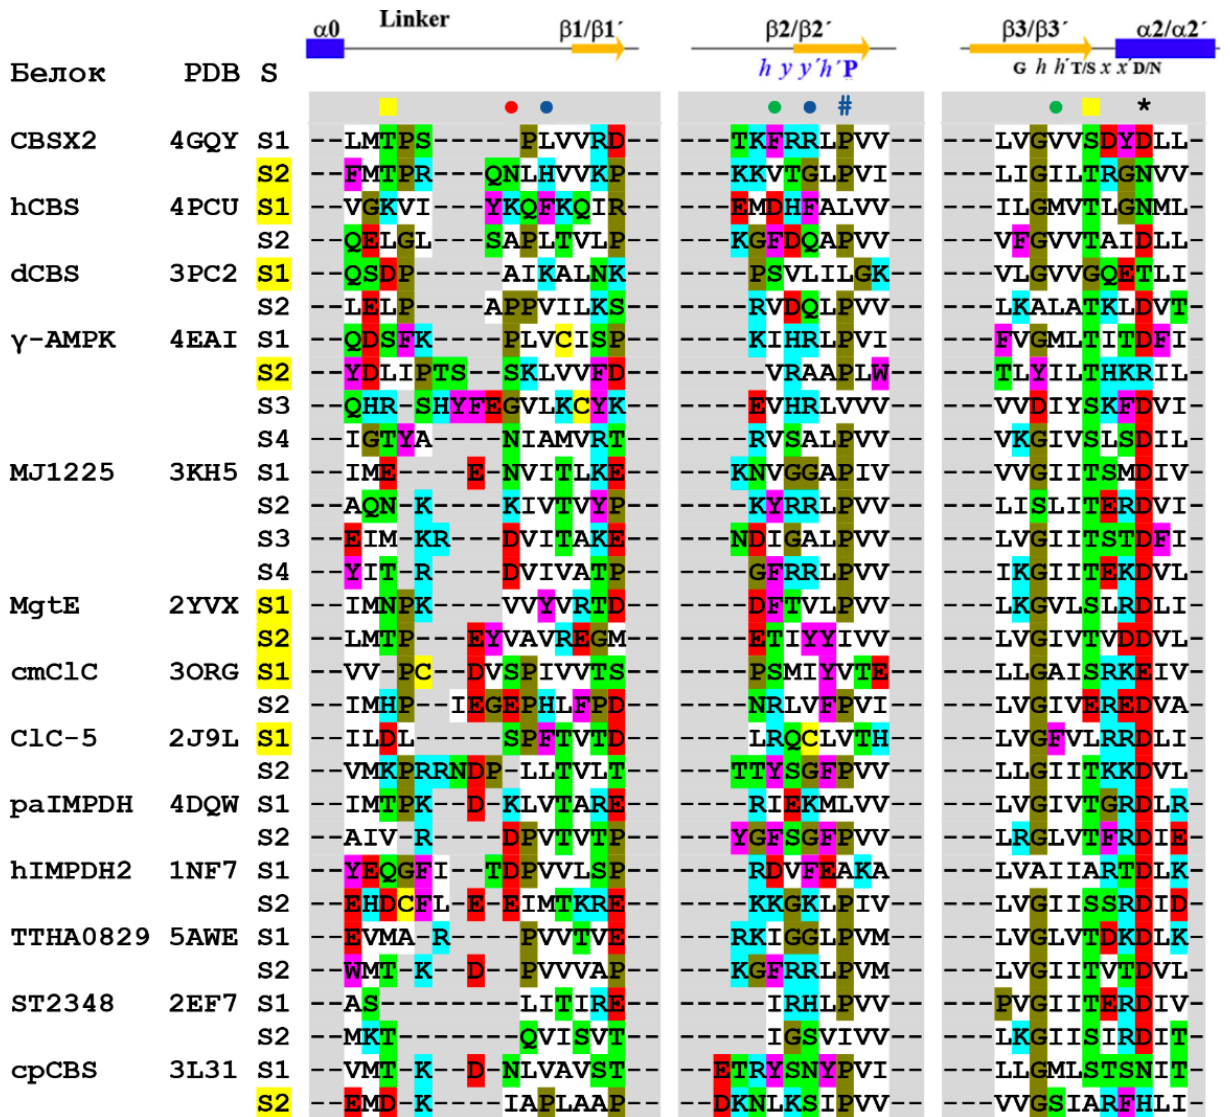 α0 Linker β1/β1´ β2/β2´ β3/β3´ α2/α2´
Белок PDB S h y y´h´P G h h´T/S x x´D/N
# *
CBSX2 4GQY S1 --LMTPS-----PLVVRD-- ---TKFRRLPVV-- ---LVGVVSDYDLL-
S2 --FMTPR---QNLHVVKP-- ---KKVTGLPVI-- ---LIGILTRGNVV-
hCBS 4PCU S1 --VGKVI---YKQFKQIR-- ---EMDHFALVV-- ---ILGMVTLGNML-
S2 --QELGL---SAPLTVLP-- ---KGFDQAPVV-- ---VFGVVTAIDLL-
dCBS 3PC2 S1 --QSDP-----AIKALNK-- ----PSVLILGK-- ---VLGVVGQETLI-
S2 --LELP----APPVILKS-- ----RVDQLPVV-- ---LKALATKLDVT-
γ-AMPK 4EAI S1 --QDSFK----PLVCISP-- ----KIHRLPVI-- ---FVGMLTITDFI-
S2 --YDLIPTS--SKLVVFD-- -----VRAAPLW-- ---TLYILTHKRIL-
S3 --QHR-SHYFEGVLKCYK-- ----EVHRLVVV-- ---VVDIYSKFDVI-
S4 --IGTYA----NIAMVRT-- ----RVSALPVV-- ---VKGIVSLSDIL-
MJ1225 3KH5 S1 --IME----E-NVITLKE-- ---KNVGGAPIV-- ---VVGIITSMDIV-
S2 --AQN-K----KIVTVYP-- ---KYRRLPVV-- ---LISLITERDVI-
S3 --EIM-KR---DVITAKE-- ---NDIGALPVV-- ---VGIITSTDFI-
S4 --YIT-R----DVIVATP-- ----GFRRLPVV-- ---IKGIITEKDVL-
MgtE 2YVX S1 --IMNPK----VVYVRTD-- ----DFTVLPVV-- ---LKGVLSLRDLI-
S2 --LMTP---EYVAVREGM-- ----ETIYYIVV-- ---LVGIVTVDDVL-
cmClC 3ORG S1 --VV-PC--DVSPIVVTS-- ----PSMIYVTE-- ---LLGAISRKEIV-
S2 --IMHP--IEGEPHLFPD-- ----NRLVFPVI-- ---LVGIVEREDVA-
ClC-5 2J9L S1 --ILDL-----SPFTVTD-- ----LRQCLVTH-- ---LVGFVLRRDLI-
S2 --VMKPRRNDP-LLTVLT-- ---TTYSGFPVV-- ---LLGIITKKDVL-
paIMPDH 4DQW S1 --IMTPK--D-KLVTARE-- ----RIEKMLVV-- ---LVGIVTGRDLR-
S2 --AIV-R----DPVTVTP-- ---YGFSGFPVV-- ---LRGLVTFRDIE-
hIMPDH2 1NF7 S1 --YEQGFI--TDPVVLSP-- ----RDVFEAKA-- ---LVAIIARTDLK-
S2 --EHDCFL-E-EIMTKRE-- ----KKGKLPIV-- ---LVGIISSRDID-
TTHA0829 5AWE S1 --EVMA-R----PVVTVE-- ---RKIGGLPVM-- ---LVGLVTDKDLK-
S2 --WMT-K--D--PVVVAP-- ---KGFRRLPVM-- ---LVGIITVTDVL-
ST2348 2EF7 S1 --AS--------LITIRE-- -----IRHLPVV-- ---PVGIITERDIV-
S2 --MKT-------QVISVT-- -----IGSVIVV-- ---LKGIISIRDIT-
cpCBS 3L31 S1 --VMT-K--D-NLVAVST-- --ETRYSNYPVI-- ---LLGMLSTSNIT-
S2 --EMD-K----IAPLAAP-- --DKNLKSIPVV-- ---VVGSIARFHLI-